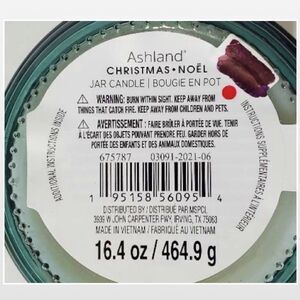 Ashland®
CHRISTMAS • NOËL
JAR CANDLE | BOUGIE EN POT
WARNING: BURN WITHIN SIGHT. KEEP AWAY FROM THINGS
THAT CATCH FIRE. KEEP AWAY FROM CHILDREN AND PETS.
AVERTISSEMENT : FAIRE BRÛLER À PORTÉE DE VUE. TENIR
À L'ÉCART DES OBJETS POUVANT PRENDRE FEU. GARDER HORS DE
PORTÉE DES ENFANTS ET DES ANIMAUX DOMESTIQUES.
675787 03091-2021-06
1 95158 56095 4
DISTRIBUTED BY / DISTRIBUÉ PAR MSPCI,
3939 W JOHN CARPENTER FWY, IRVING, TX 75063
MADE IN VIETNAM / FABRIQUÉ AU VIETNAM
16.4 oz / 464.9 g
ADDITIONAL INSTRUCTIONS INSIDE
INSTRUCTIONS SUPPLÉMENTAIRES À L'INTÉRIEUR